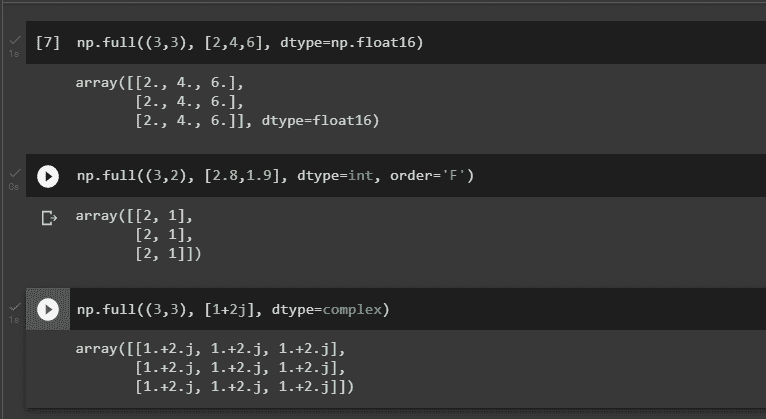 [7] np.full((3,3), [2,4,6], dtype=np.float16)
1s
array([[2., 4., 6.],
       [2., 4., 6.],
       [2., 4., 6.]], dtype=float16)
np.full((3,2), [2.8,1.9], dtype=int, order='F')
0s
array([[2, 1],
       [2, 1],
       [2, 1]])
np.full((3,3), [1+2j], dtype=complex)
1s
array([[1.+2.j, 1.+2.j, 1.+2.j],
       [1.+2.j, 1.+2.j, 1.+2.j],
       [1.+2.j, 1.+2.j, 1.+2.j]])